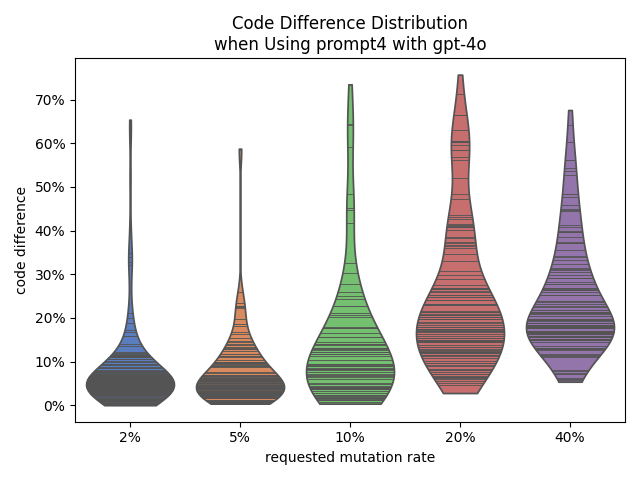 Code Difference Distribution
when Using prompt4 with gpt-4o
70%
60%
50%
40%
30%
20%
10%
0%
code difference
2% 5% 10% 20% 40%
requested mutation rate